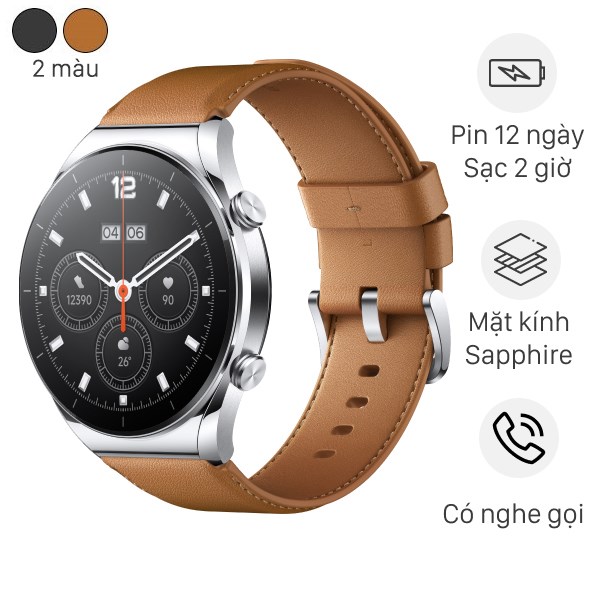 2 màu
Pin 12 ngày
Sạc 2 giờ
12
04 06
12390
90
26°
Mặt kính
Sapphire
Có nghe gọi